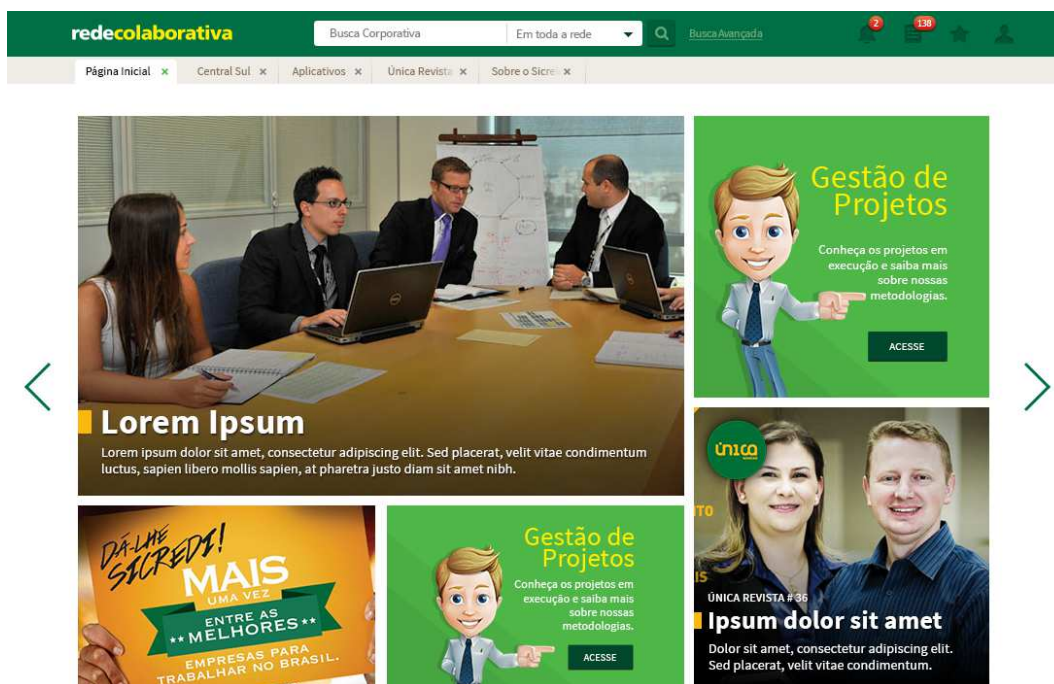 redecolaborativa
Busca Corporativa
Em toda a rede
Busca Avançada
2
138
Página Inicial ×
Central Sul ×
Aplicativos ×
Única Revista ×
Sobre o Sicre ×
Gestão de
Projetos
Conheça os projetos em
execução e saiba mais
sobre nossas
metodologias.
ACESSE
Lorem Ipsum
Lorem ipsum dolor sit amet, consectetur adipiscing elit. Sed placerat, velit vitae condimentum
luctus, sapien libero mollis sapien, at pharetra justo diam sit amet nibh.
única
ÚNICA REVISTA # 36
Ipsum dolor sit amet
Dolor sit amet, consectetur adipiscing elit.
Sed placerat, velit vitae condimentum.
DÁ-LHE
SICREDI!
MAIS
UMA VEZ
ENTRE AS
** MELHORES **
EMPRESAS PARA
TRABALHAR NO BRASIL.
Gestão de
Projetos
Conheça os projetos em
execução e saiba mais
sobre nossas
metodologias.
ACESSE